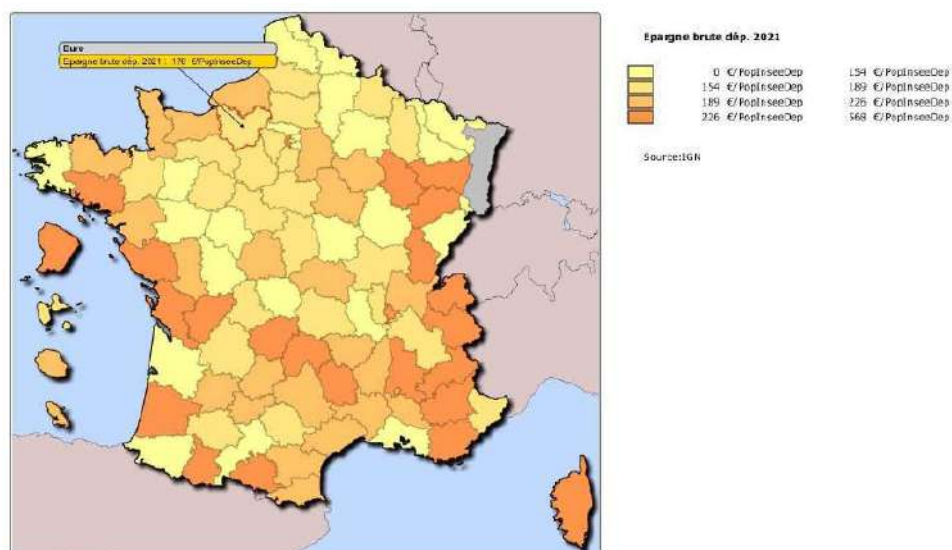 Eure
Epargne brute dép. 2021 : 170 €/PopInseeDep
Epargne brute dép. 2021
0 €/PopInseeDep 154 €/PopInseeDep
154 €/PopInseeDep 189 €/PopInseeDep
189 €/PopInseeDep 226 €/PopInseeDep
226 €/PopInseeDep 568 €/PopInseeDep
Source:IGN